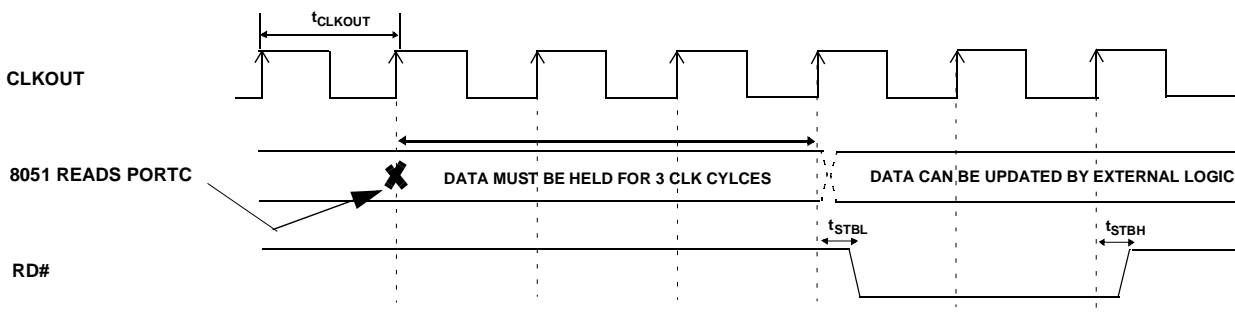 tCLKOUT
CLKOUT
8051 READS PORTC
DATA MUST BE HELD FOR 3 CLK CYLCES
DATA CAN BE UPDATED BY EXTERNAL LOGIC
tSTBL
tSTBH
RD#